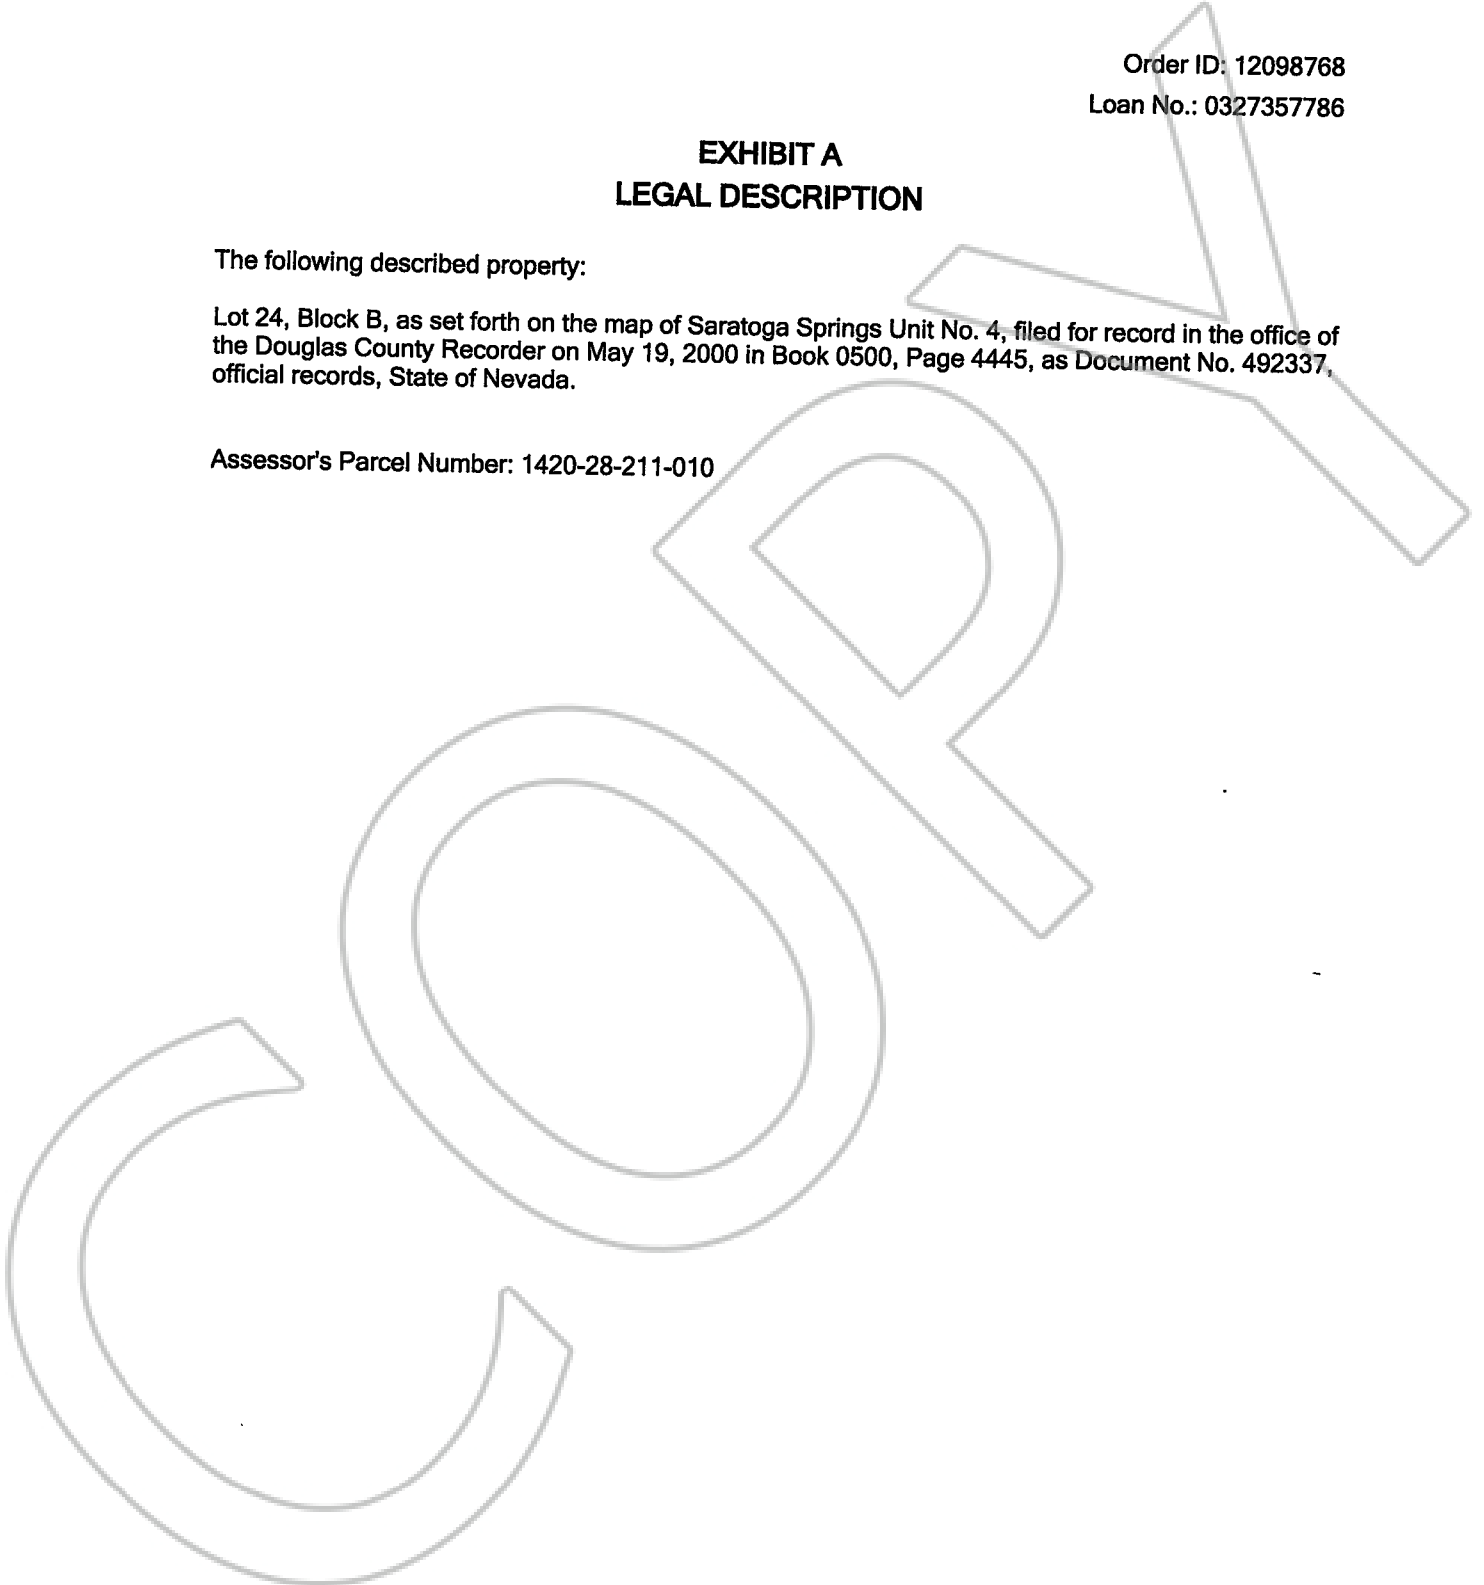 Order ID: 12098768
Loan No.: 0327357786
EXHIBIT A
LEGAL DESCRIPTION
The following described property:
Lot 24, Block B, as set forth on the map of Saratoga Springs Unit No. 4, filed for record in the office of
the Douglas County Recorder on May 19, 2000 in Book 0500, Page 4445, as Document No. 492337,
official records, State of Nevada.
Assessor's Parcel Number: 1420-28-211-010
COPY